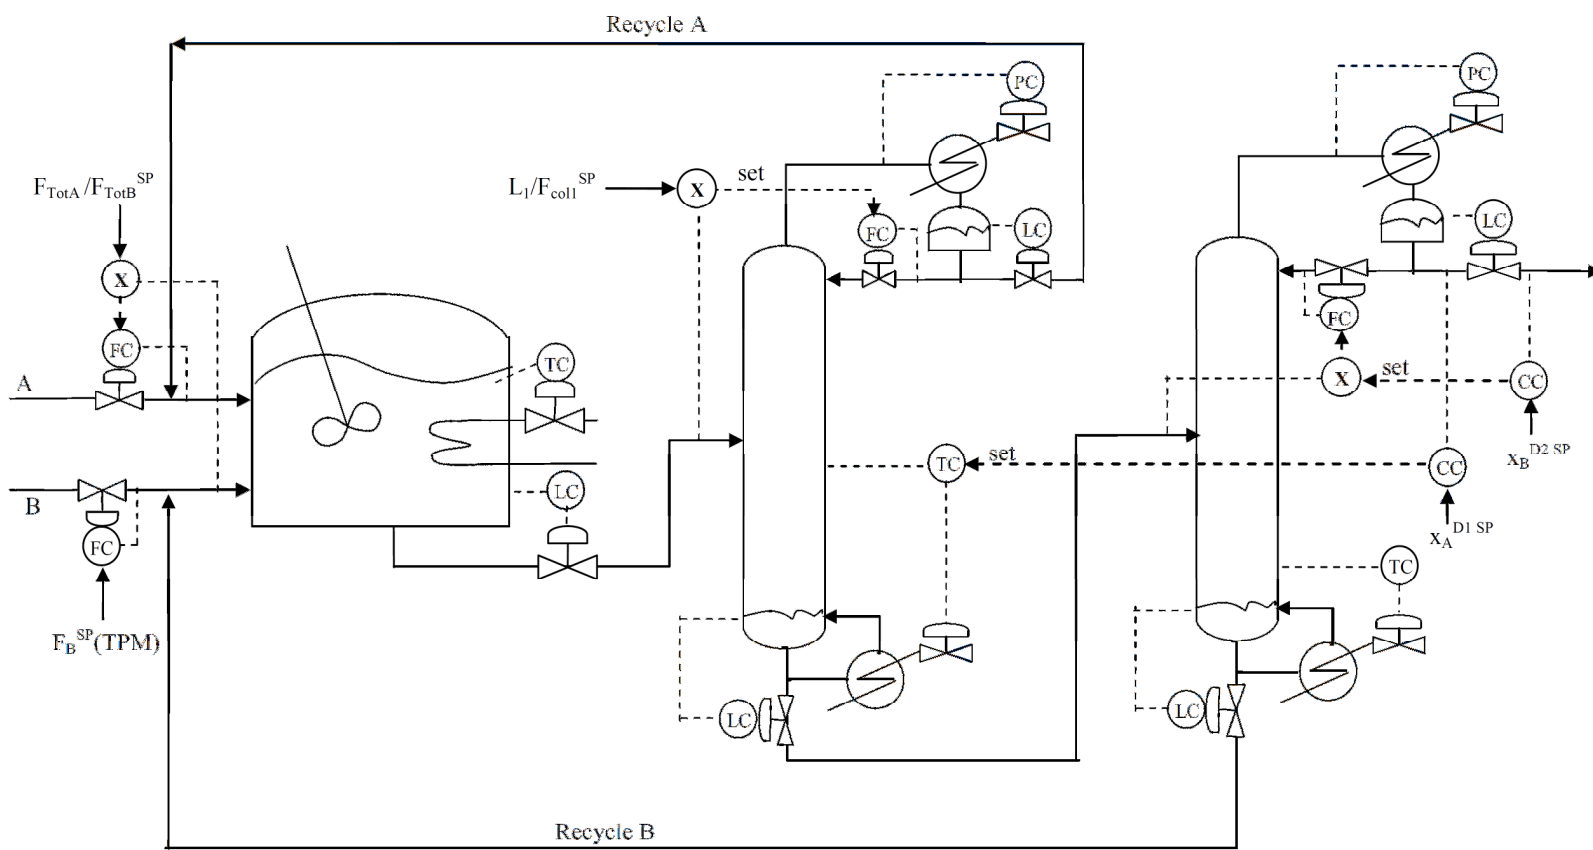 Recycle A
PC
PC
F_TotA /F_TotB^SP
L_1/F_col1^SP
X
set
FC
LC
LC
X
FC
FC
TC
X
set
CC
A
x_B^D2 SP
TC
set
CC
B
LC
x_A^D1 SP
FC
TC
F_B^SP(TPM)
LC
LC
Recycle B